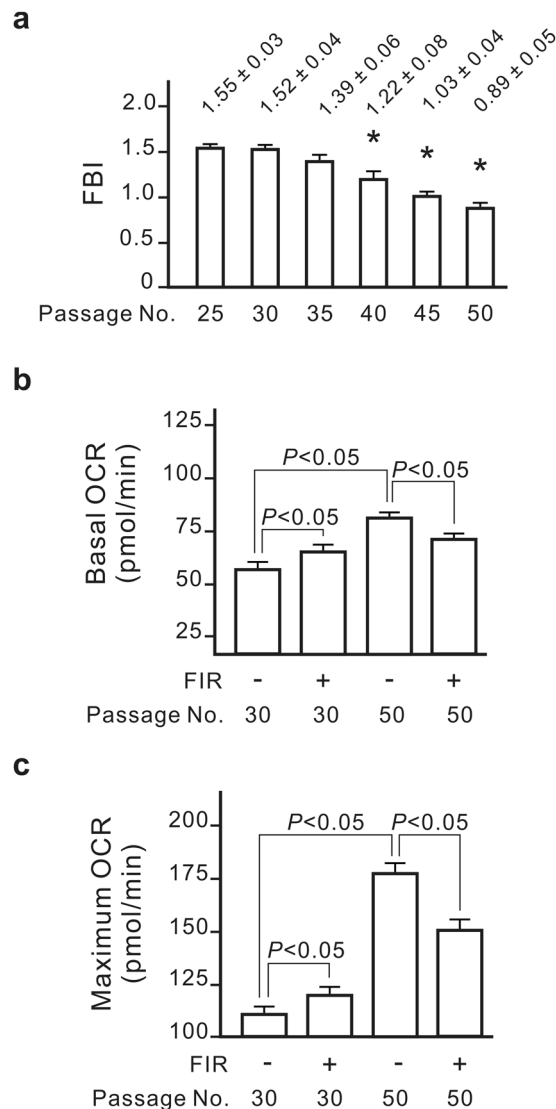 a
1.55 ± 0.03
1.52 ± 0.04
1.39 ± 0.06
1.22 ± 0.08
1.03 ± 0.04
0.89 ± 0.05
2.0
1.5
1.0
0.5
0
FBI
* * *
Passage No. 25 30 35 40 45 50
b
125
100
75
50
25
Basal OCR
(pmol/min)
P<0.05
P<0.05
P<0.05
FIR - + - +
Passage No. 30 30 50 50
c
200
175
150
125
100
Maximum OCR
(pmol/min)
P<0.05
P<0.05
P<0.05
FIR - + - +
Passage No. 30 30 50 50